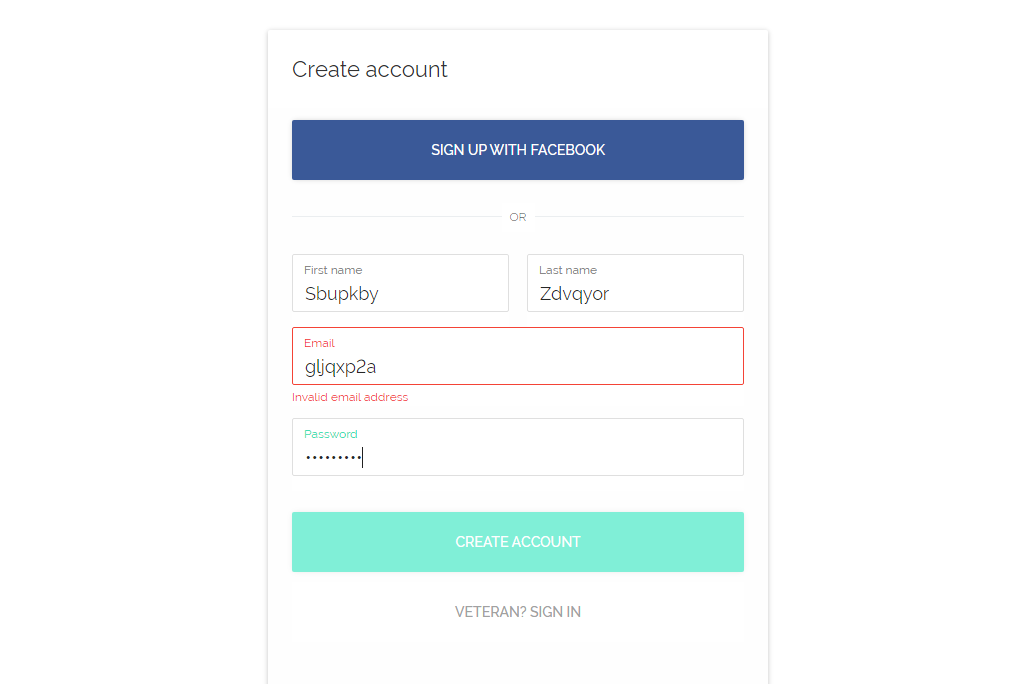 Create account
SIGN UP WITH FACEBOOK
OR
First name
Last name
Sbupkby
Zdvqyor
Email
gljqxp2a
Invalid email address
Password
•••••••••
CREATE ACCOUNT
VETERAN? SIGN IN